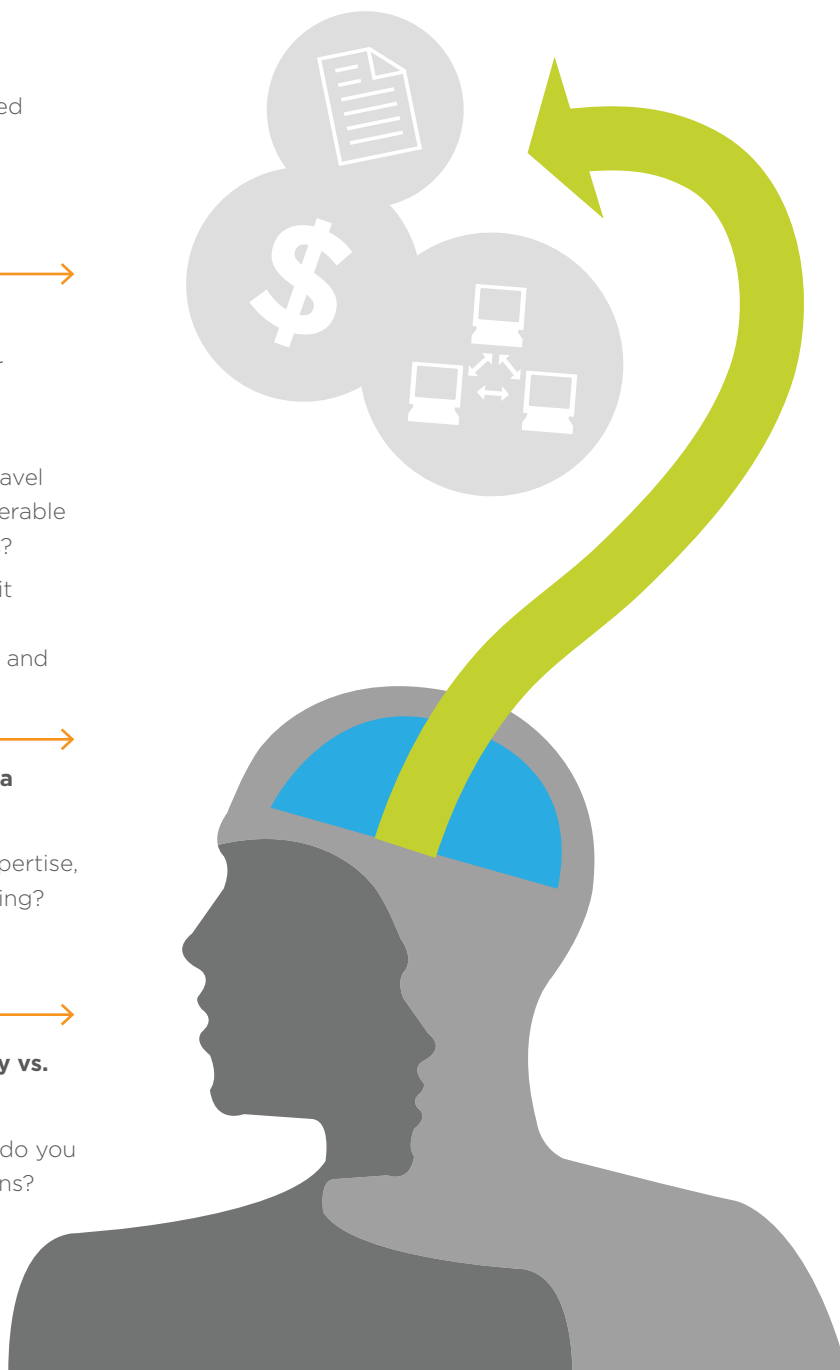 ed
r
avel
erable
?
it
and
a
pertise,
ing?
y vs.
do you
ns?
$